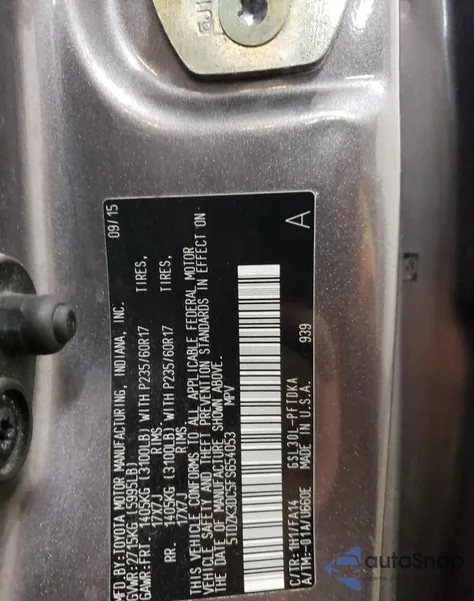 MFD.BY:TOYOTA MOTOR MANUFACTURING, INDIANA, INC. 09/15
GVWR:2715KG (5995LB)
GAWR:FRT. 1405KG (3100LB) WITH P235/60R17 TIRES,
17X7J RIMS,
RR. 1405KG (3100LB) WITH P235/60R17 TIRES,
17X7J RIMS
THIS VEHICLE CONFORMS TO ALL APPLICABLE FEDERAL MOTOR
VEHICLE SAFETY AND THEFT PREVENTION STANDARDS IN EFFECT ON
THE DATE OF MANUFACTURE SHOWN ABOVE.
5TDZK3DC5FS654053 MPV
A
C/TR:1H1/FA14 GSL30L-PFTDKA 939
A/TM:-01A/U660E MADE IN U.S.A.
autoSnap